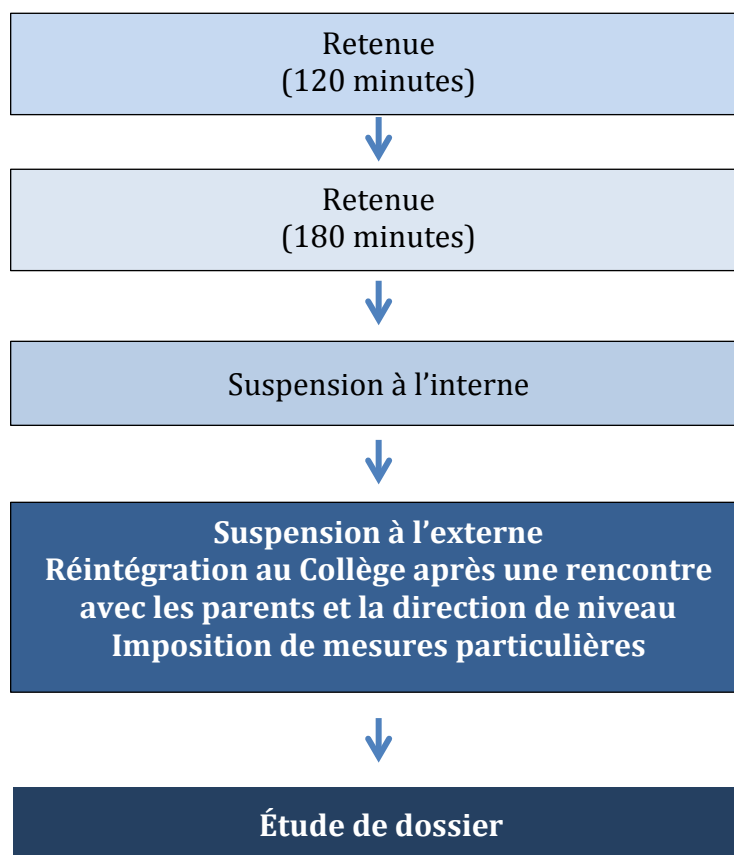 Retenue
(120 minutes)
Retenue
(180 minutes)
Suspension à l’interne
Suspension à l’externe
Réintégration au Collège après une rencontre
avec les parents et la direction de niveau
Imposition de mesures particulières
Étude de dossier